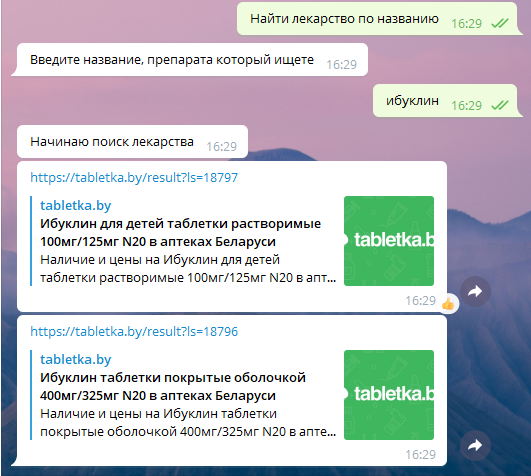 Найти лекарство по названию
16:29
Введите название, препарата который ищете
16:29
ибуклин
16:29
Начинаю поиск лекарства
16:29
https://tabletka.by/result?ls=18797
tabletka.by
Ибуклин для детей таблетки растворимые
100мг/125мг N20 в аптеках Беларуси
Наличие и цены на Ибуклин для детей
таблетки растворимые 100мг/125мг N20 в апт...
tabletka.b
16:29
https://tabletka.by/result?ls=18796
tabletka.by
Ибуклин таблетки покрытые оболочкой
400мг/325мг N20 в аптеках Беларуси
Наличие и цены на Ибуклин таблетки
покрытые оболочкой 400мг/325мг N20 в апте...
tabletka.b
16:29